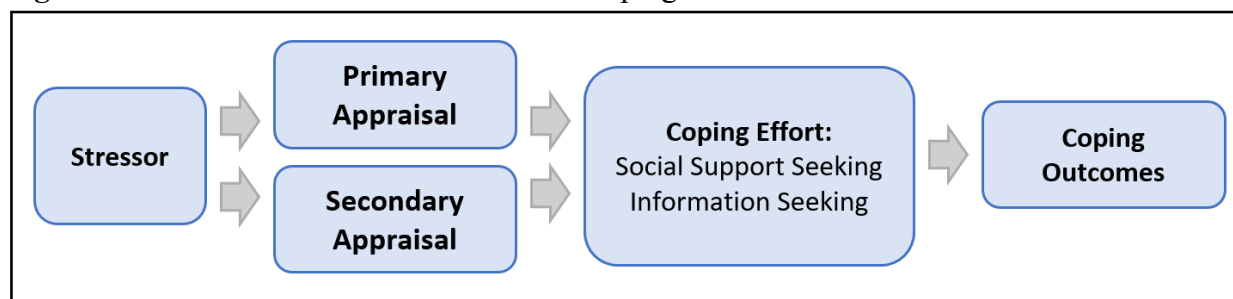 Stressor
Primary
Appraisal
Secondary
Appraisal
Coping Effort:
Social Support Seeking
Information Seeking
Coping
Outcomes